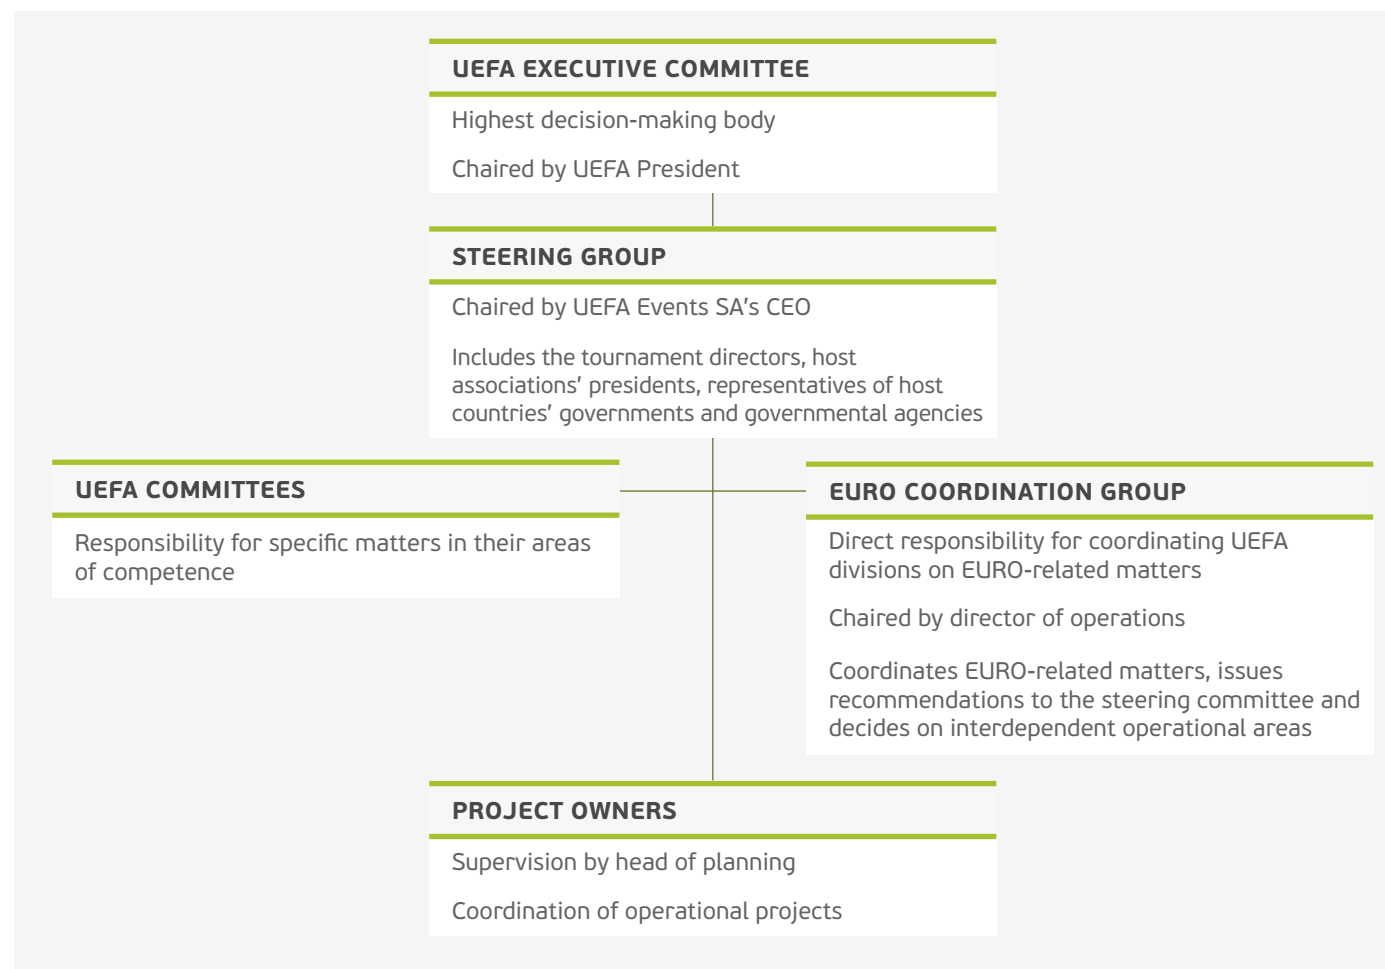 UEFA EXECUTIVE COMMITTEE
Highest decision-making body
Chaired by UEFA President
STEERING GROUP
Chaired by UEFA Events SA’s CEO
Includes the tournament directors, host
associations’ presidents, representatives of host
countries’ governments and governmental agencies
UEFA COMMITTEES
Responsibility for specific matters in their areas
of competence
EURO COORDINATION GROUP
Direct responsibility for coordinating UEFA
divisions on EURO-related matters
Chaired by director of operations
Coordinates EURO-related matters, issues
recommendations to the steering committee and
decides on interdependent operational areas
PROJECT OWNERS
Supervision by head of planning
Coordination of operational projects